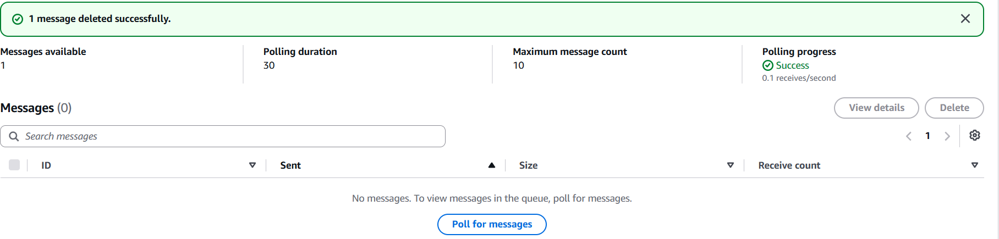 1 message deleted successfully.
Messages available
1
Polling duration
30
Maximum message count
10
Polling progress
Success
0.1 receives/second
Messages (0)
View details
Delete
Search messages
1
ID
Sent
Size
Receive count
No messages. To view messages in the queue, poll for messages.
Poll for messages